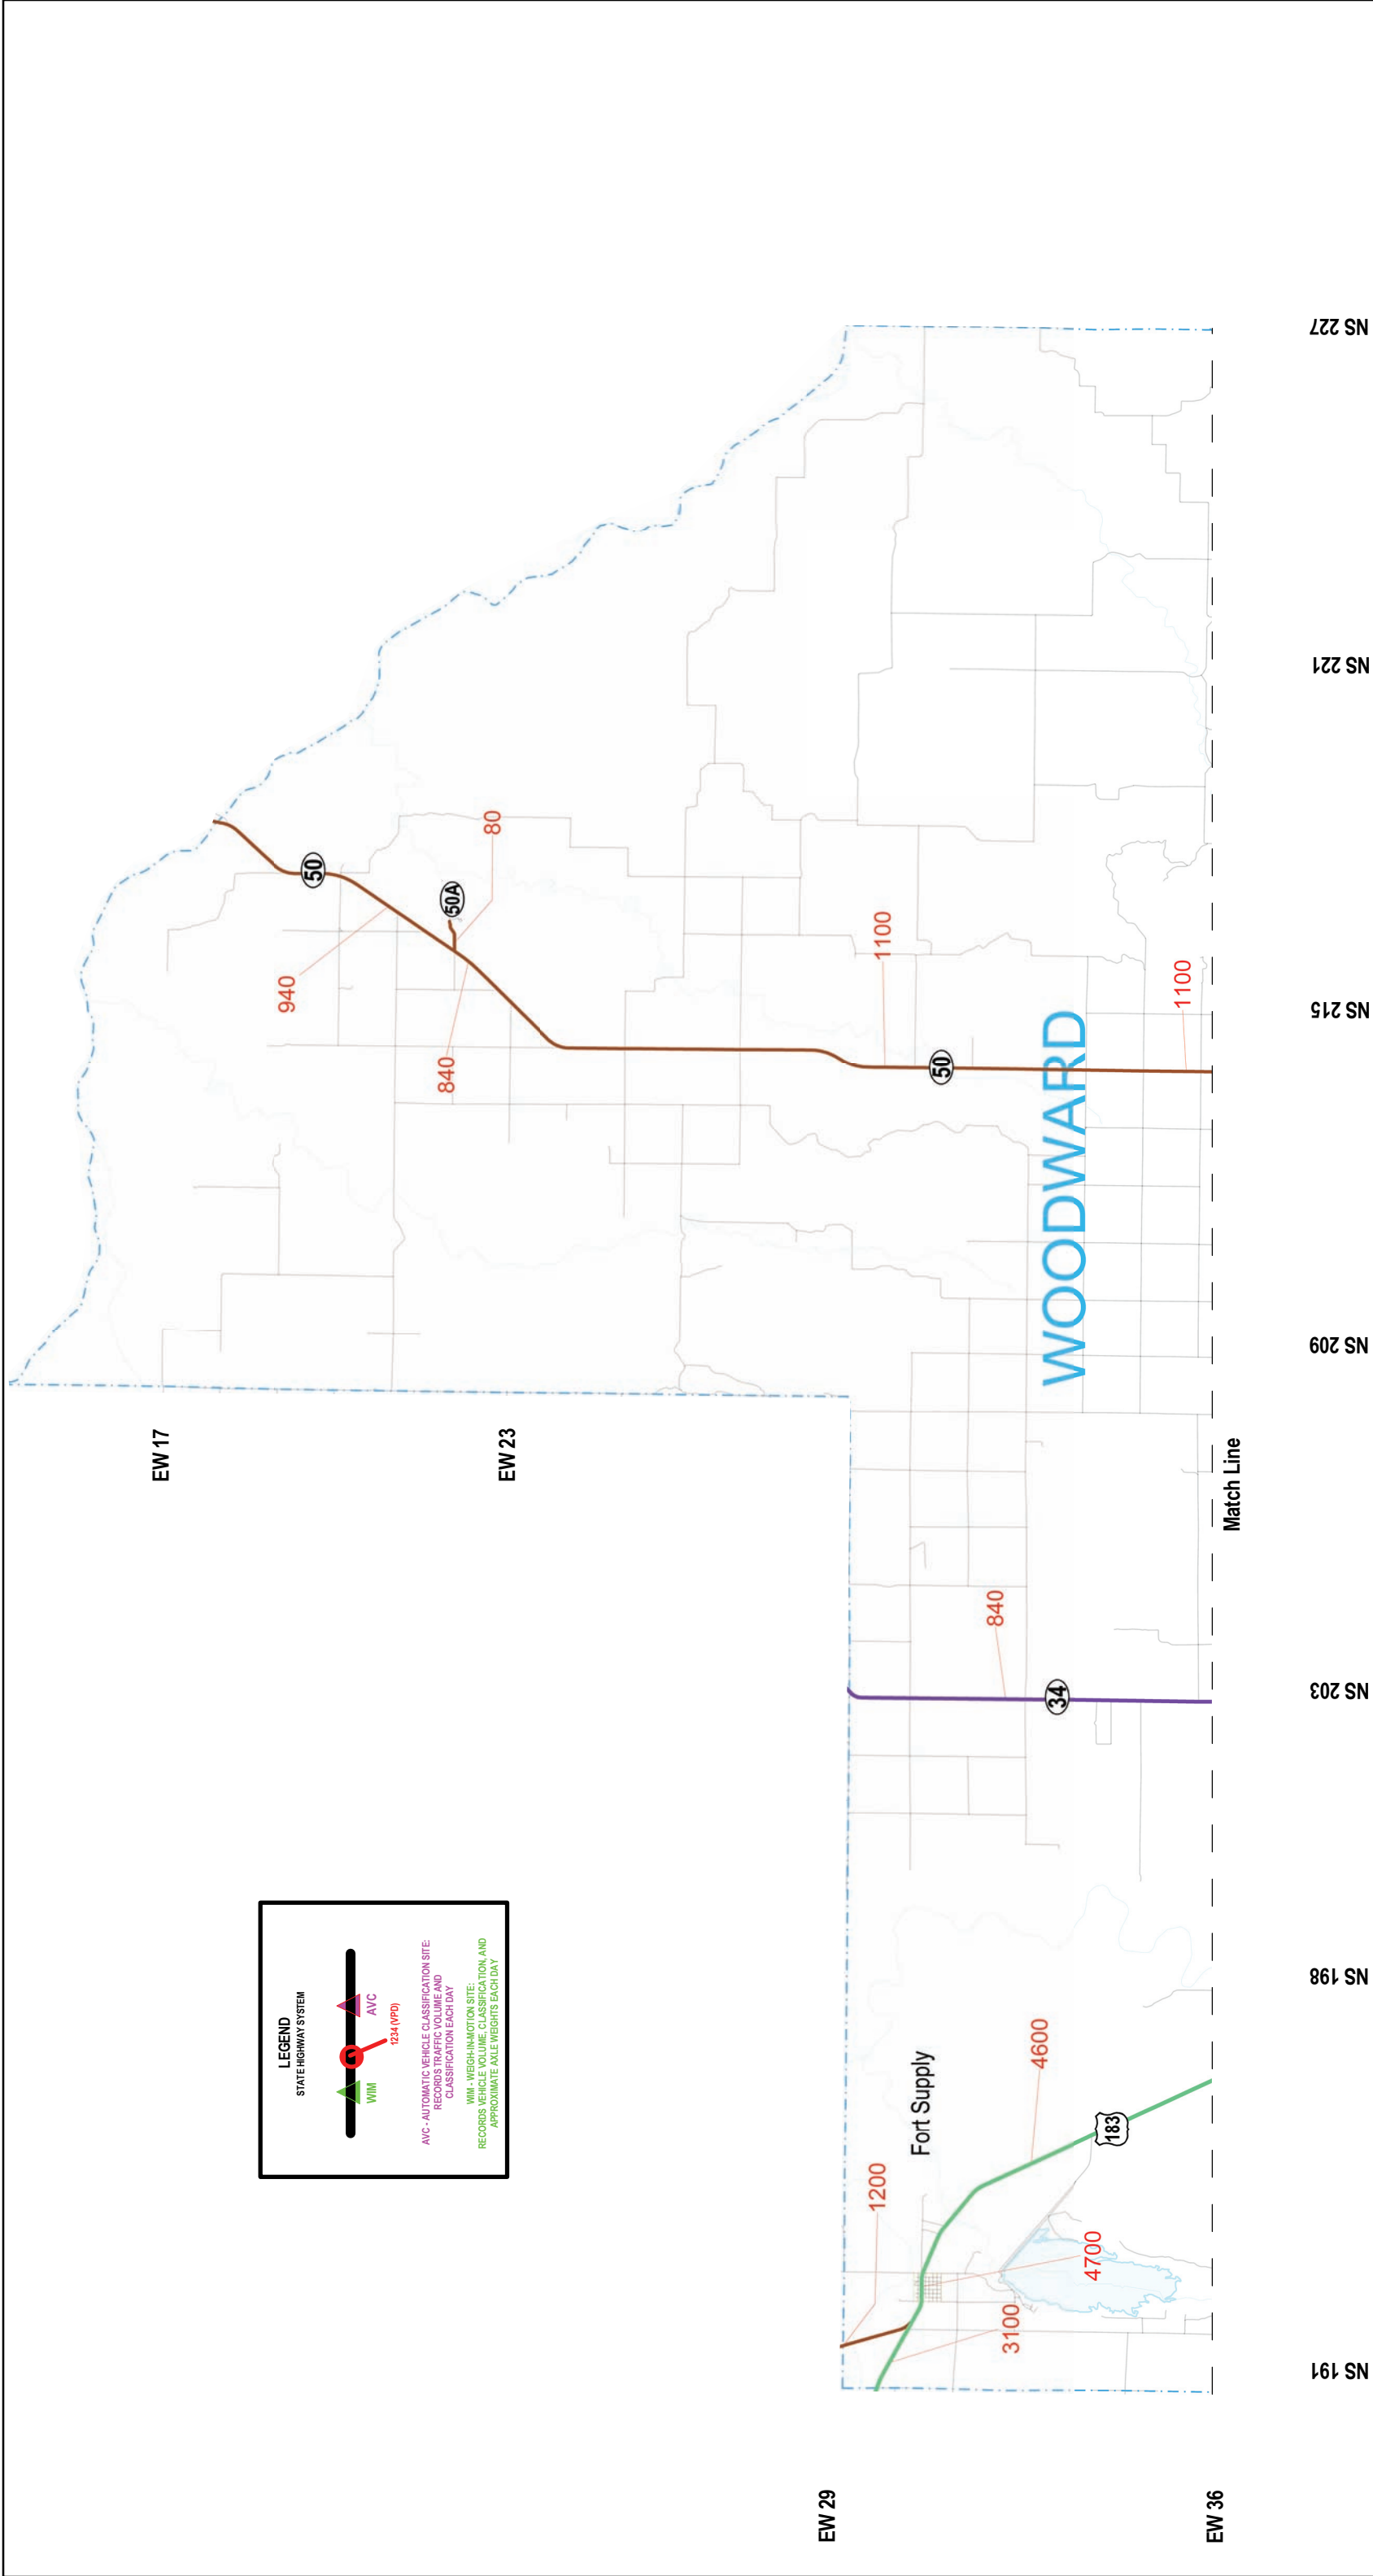 LEGEND
STATE HIGHWAY SYSTEM
WIM
AVC
1234 (VPD)
AVC - AUTOMATIC VEHICLE CLASSIFICATION SITE:
RECORDS TRAFFIC VOLUME AND
CLASSIFICATION EACH DAY
WIM - WEIGH-IN-MOTION SITE:
RECORDS VEHICLE VOLUME, CLASSIFICATION, AND
APPROXIMATE AXLE WEIGHTS EACH DAY
EW 17
50
940
50A
80
EW 23
840
EW 29
1200
1100
Fort Supply
50
840
3100
4600
34
WOODWARD
4700
183
1100
EW 36
Match Line
NS 191
NS 198
NS 203
NS 209
NS 215
NS 221
NS 227